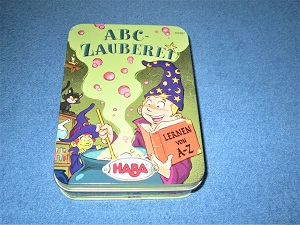 ABC-
ZAUBEREI
LERNEN
VON
A-Z
HABA